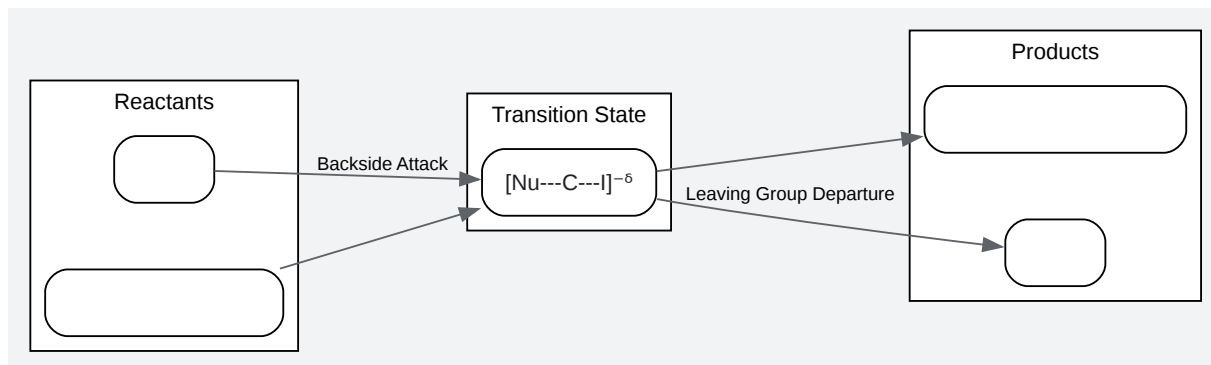 Reactants
Backside Attack
Transition State
[Nu---C---I]⁻ᵟ
Products
Leaving Group Departure